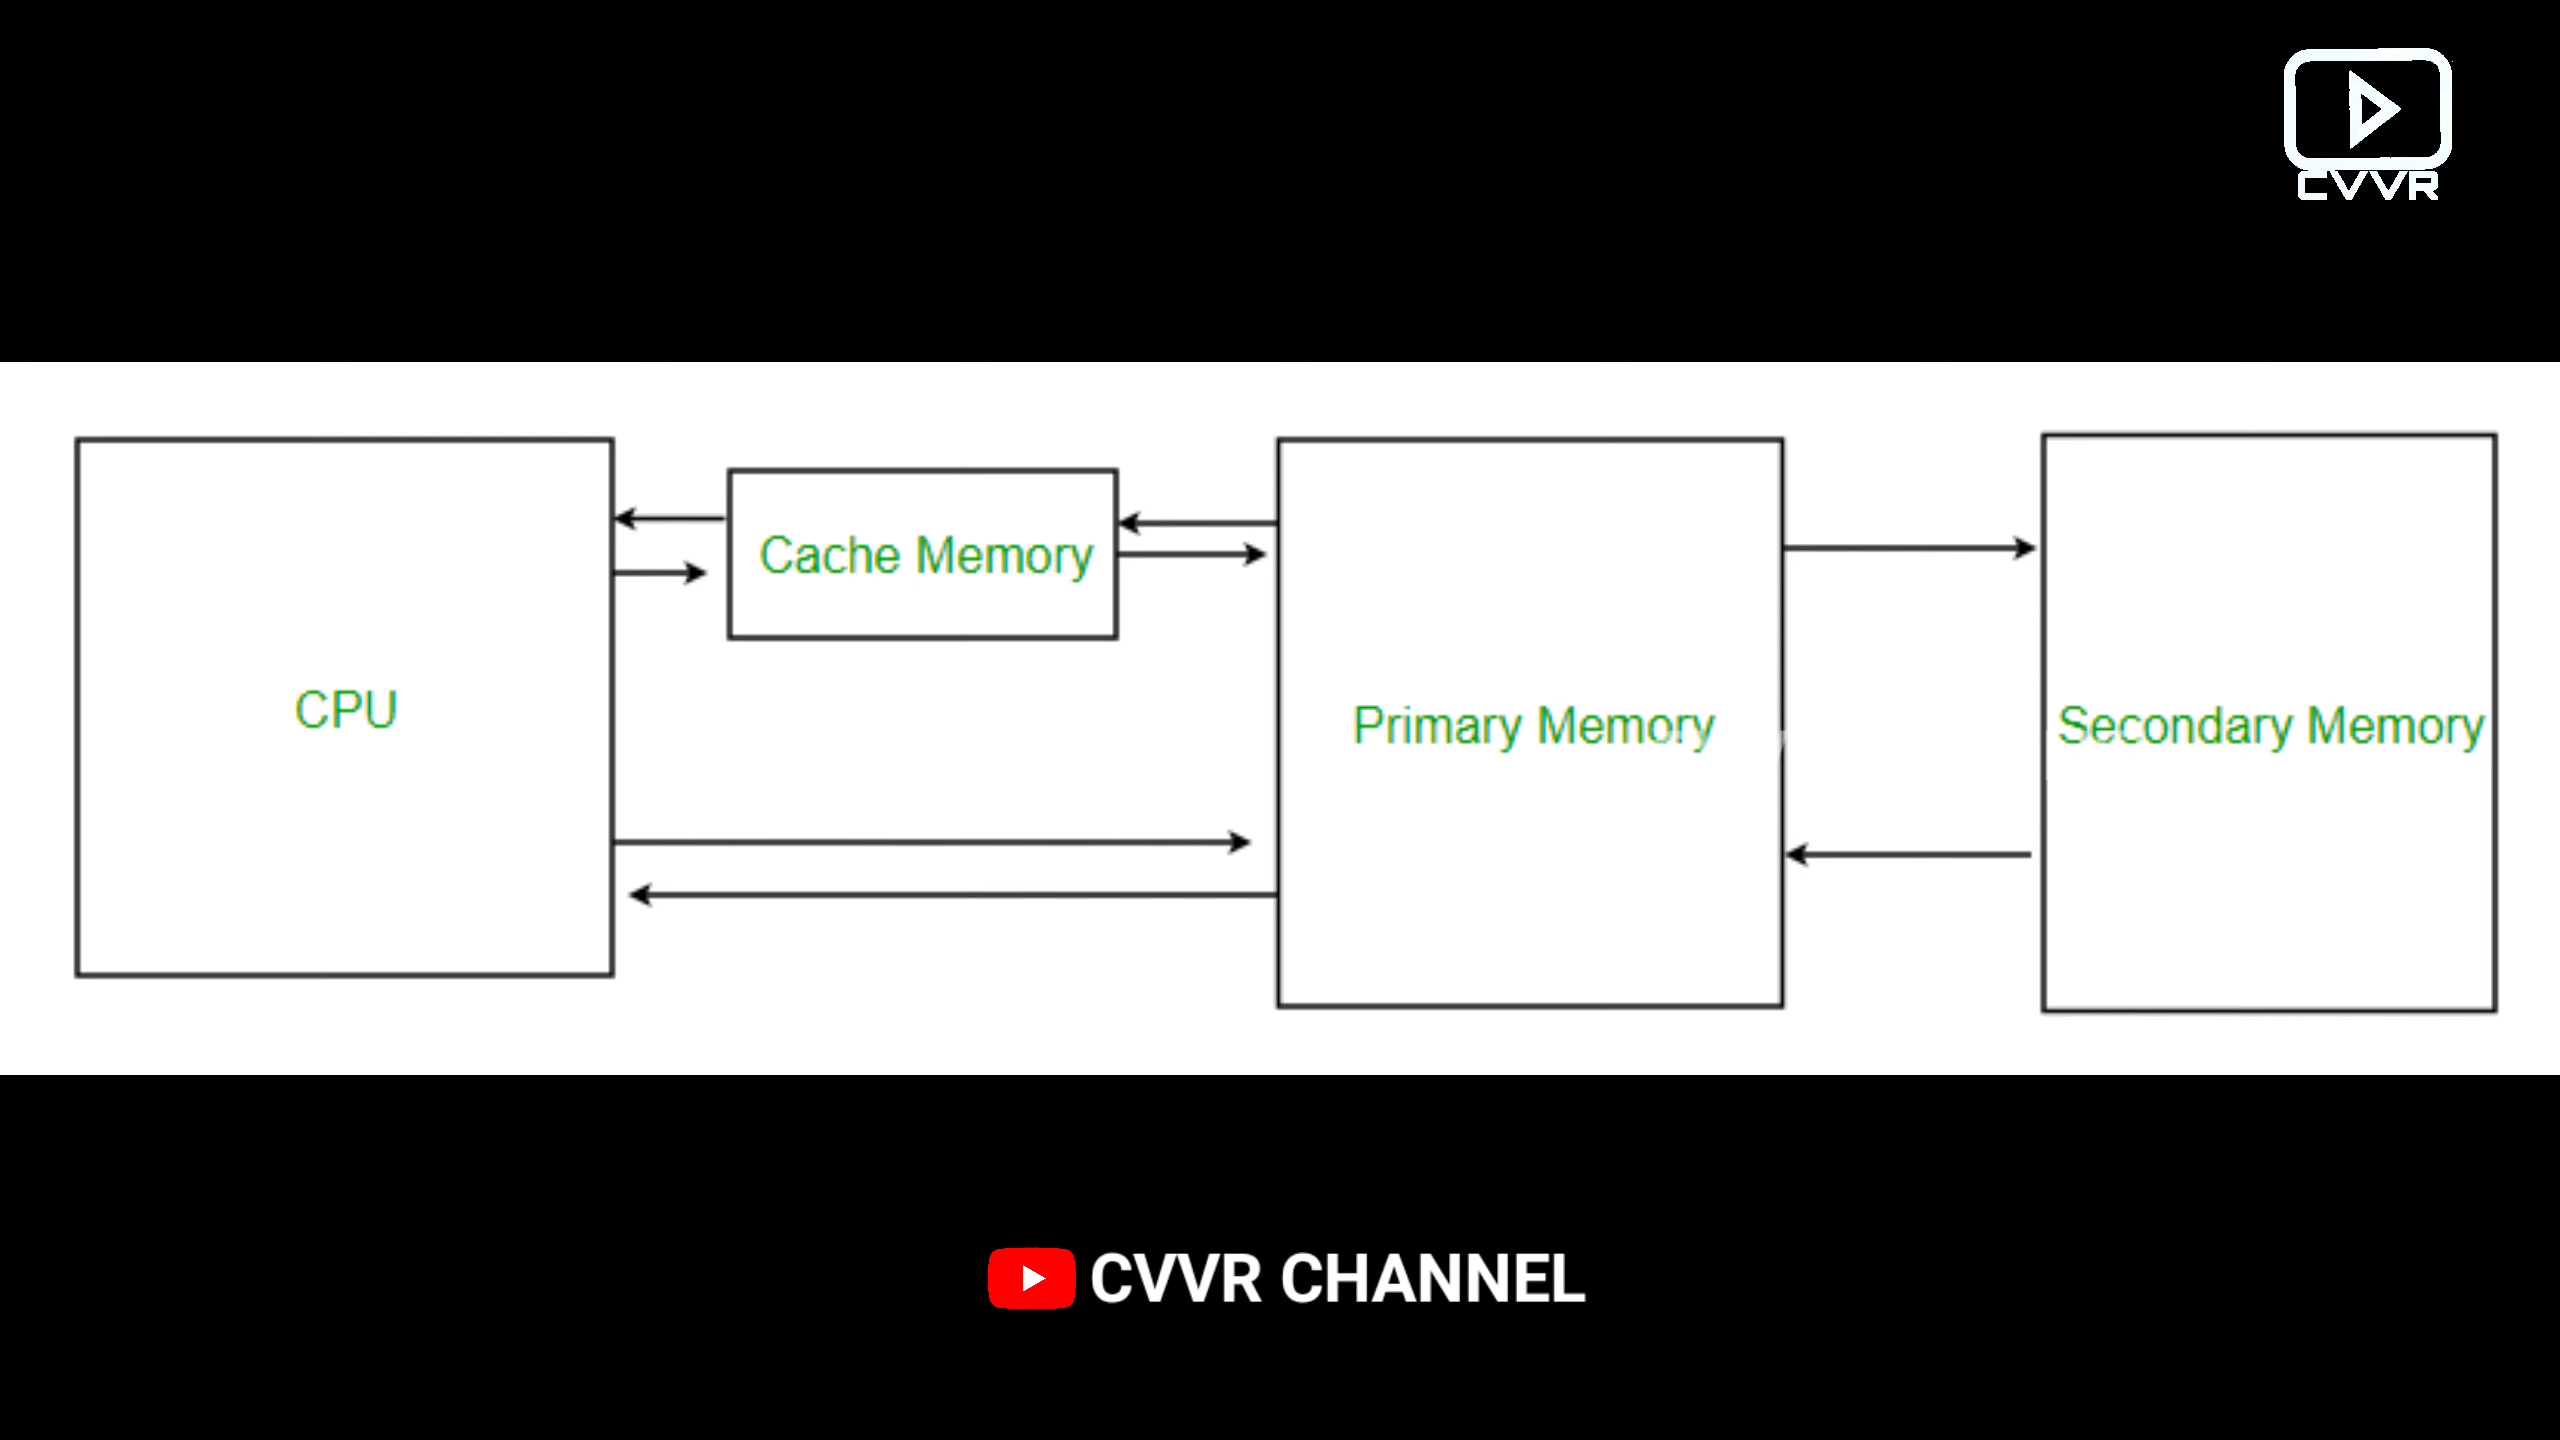 CVVR
Cache Memory
CPU
Primary Memory
Secondary Memory
CVVR CHANNEL